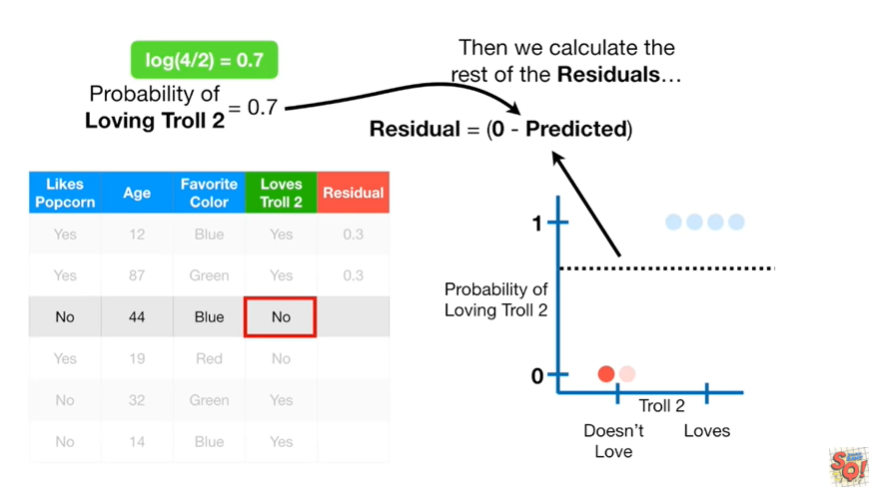 log(4/2) = 0.7
Probability of
Loving Troll 2 = 0.7
Then we calculate the
rest of the Residuals...
Residual = (0 - Predicted)
Likes Popcorn Age Favorite Color Loves Troll 2 Residual
Yes 12 Blue Yes 0.3
Yes 87 Green Yes 0.3
No 44 Blue No
Yes 19 Red No
No 32 Green Yes
No 14 Blue Yes
1
Probability of
Loving Troll 2
0
Troll 2
Doesn't
Love
Loves
SQ!